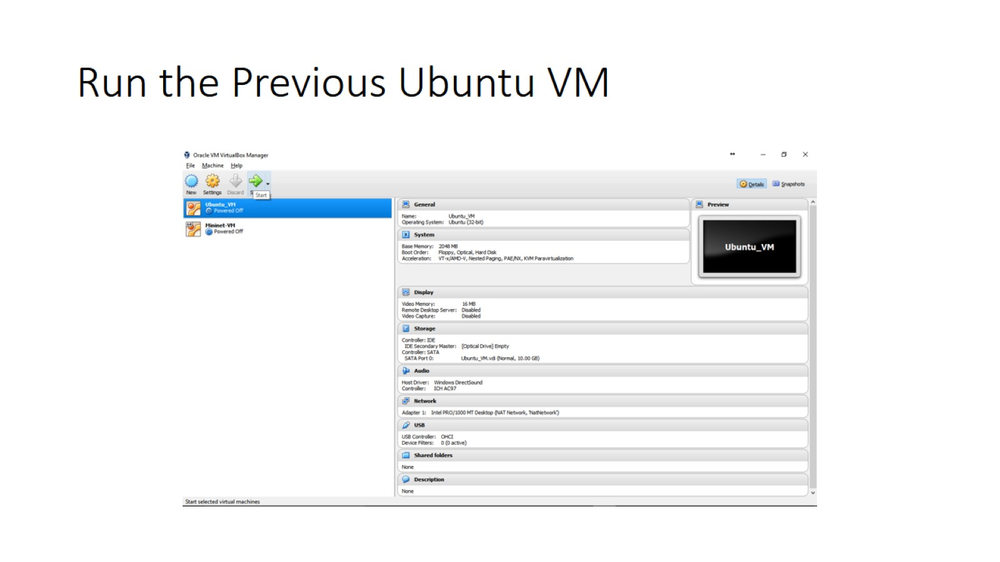 Run the Previous Ubuntu VM
Oracle VM VirtualBox Manager
File Machine Help
New Settings Discard
Start
Details Snapshots
Ubuntu_VM
Powered Off
Mininet-VM
Powered Off
General
Name: Ubuntu_VM
Operating System: Ubuntu (32-bit)
System
Base Memory: 2048 MB
Boot Order: Floppy, Optical, Hard Disk
Acceleration: VT-x/AMD-V, Nested Paging, PAE/NX, KVM Paravirtualization
Preview
Ubuntu_VM
Display
Video Memory: 16 MB
Remote Desktop Server: Disabled
Video Capture: Disabled
Storage
Controller: IDE
IDE Secondary Master: [Optical Drive] Empty
Controller: SATA
SATA Port 0: Ubuntu_VM.vdi (Normal, 10.00 GB)
Audio
Host Driver: Windows DirectSound
Controller: ICH AC97
Network
Adapter 1: Intel PRO/1000 MT Desktop (NAT Network, 'NatNetwork')
USB
USB Controller: OHCI
Device Filters: 0 (0 active)
Shared folders
None
Description
None
Start selected virtual machines